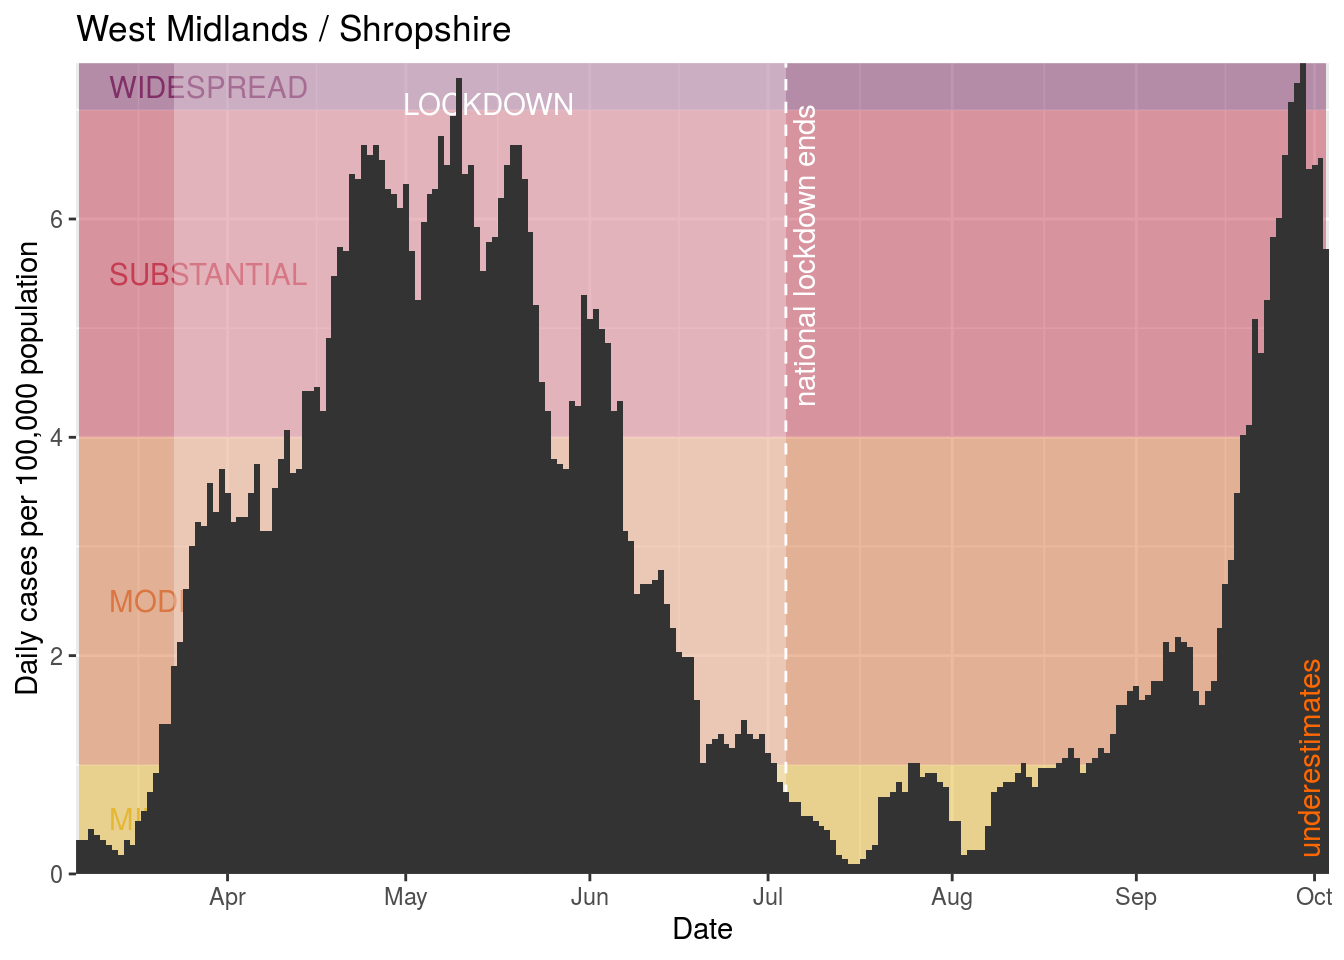 West Midlands / Shropshire
WIDESPREAD
LOCKDOWN
SUBSTANTIAL
national lockdown ends
underestimates
Daily cases per 100,000 population
6
4
2
0
Apr
May
Jun
Jul
Aug
Sep
Oct
Date